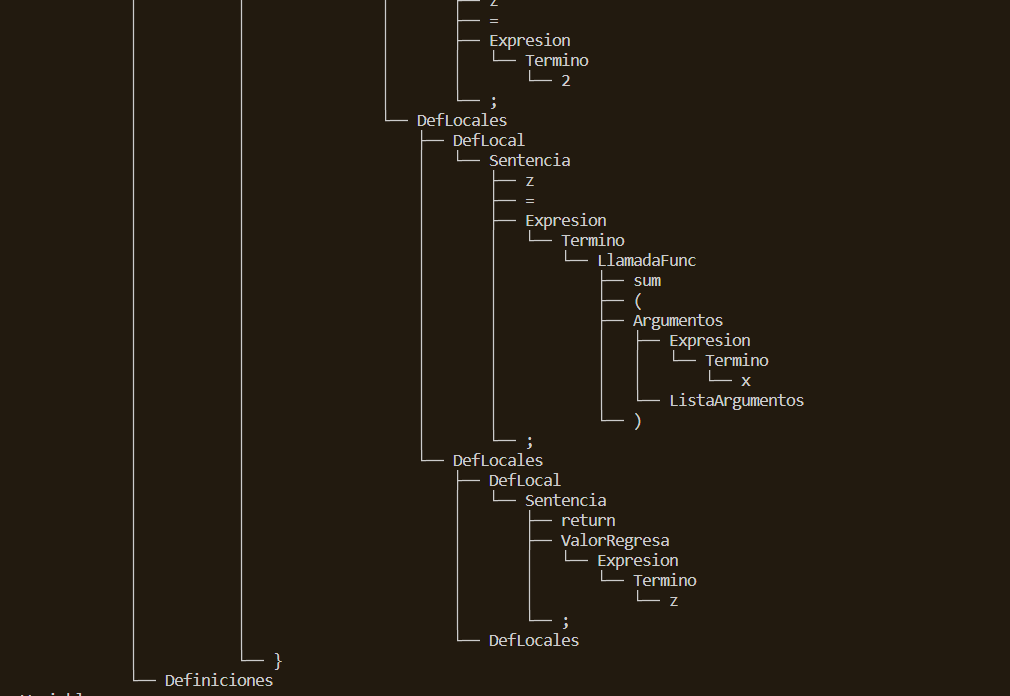 z
=
Expresion
Termino
2
;
DefLocales
DefLocal
Sentencia
z
=
Expresion
Termino
LlamadaFunc
sum
(
Argumentos
Expresion
Termino
x
ListaArgumentos
)
;
DefLocales
DefLocal
Sentencia
return
ValorRegresa
Expresion
Termino
z
;
DefLocales
}
Definiciones